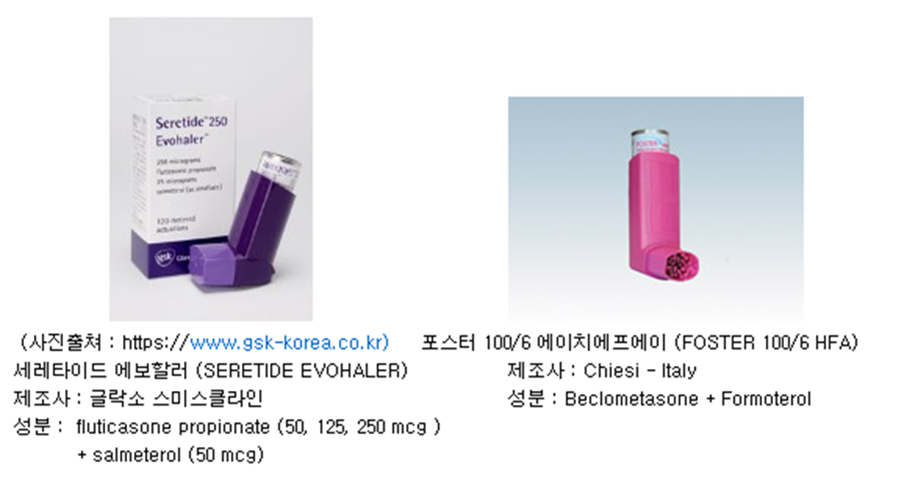 Seretide™250
Evohaler™
250 micrograms
fluticasone propionate
25 micrograms
salmeterol (as xinafoate)
120 metered
actuations
gsk
FOSTER
(사진출쳐 : https://www.gsk-korea.co.kr)
세레타이드 에보할러 (SERETIDE EVOHALER)
제조사 : 글락소 스미스클라인
성분 : fluticasone propionate (50, 125, 250 mcg )
+ salmeterol (50 mcg)
포스터 100/6 에이치에프에이 (FOSTER 100/6 HFA)
제조사 : Chiesi - Italy
성분 : Beclometasone + Formoterol